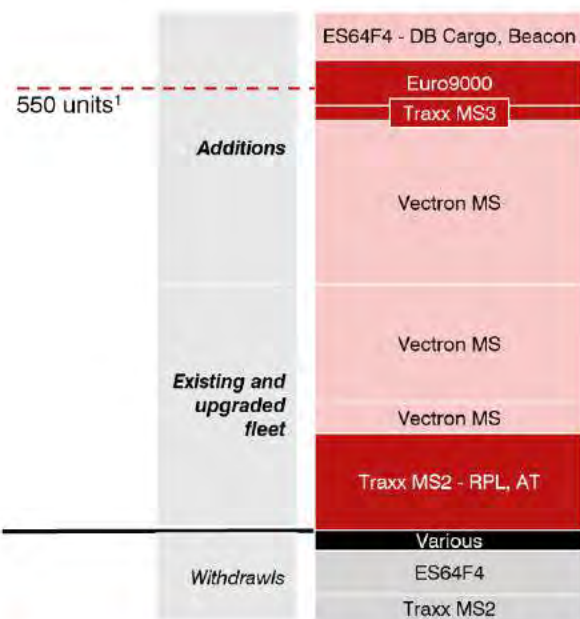 ES64F4 - DB Cargo, Beacon
Euro9000
550 units¹
Traxx MS3
Additions
Vectron MS
Vectron MS
Existing and
upgraded
fleet
Vectron MS
Traxx MS2 - RPL, AT
Various
Withdrawls
ES64F4
Traxx MS2